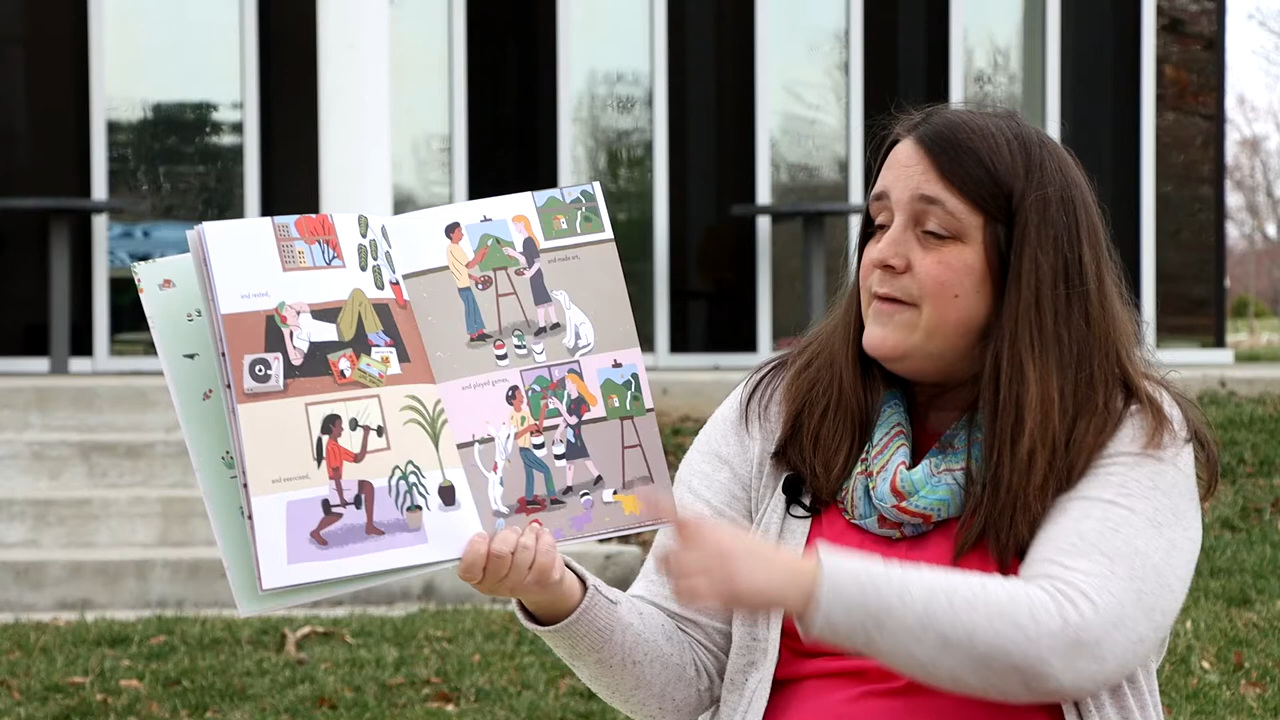 and rested,
and exercised,
and made art,
and played games,